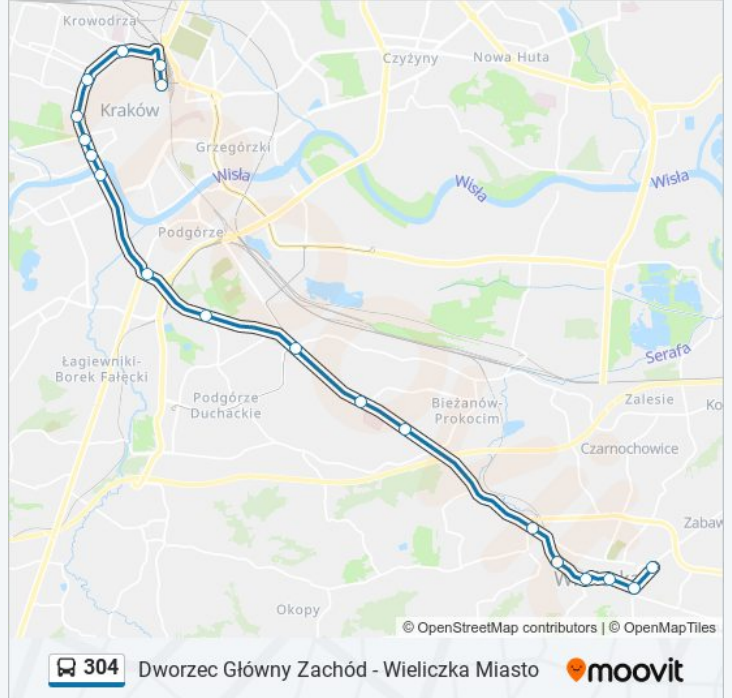 Krowodrza
Czyżyny
Nowa Huta
Kraków
Grzegórzki
Wisła
Wisła
Wisła
Podgórze
Serafa
Łagiewniki-
Borek Fałęcki
Podgórze
Duchackie
Bieżanów-
Prokocim
Zalesie
Ko
Czarnochowice
Zabaw
Okopy
© OpenStreetMap contributors | © OpenMapTiles
304 Dworzec Główny Zachód - Wieliczka Miasto
moovit